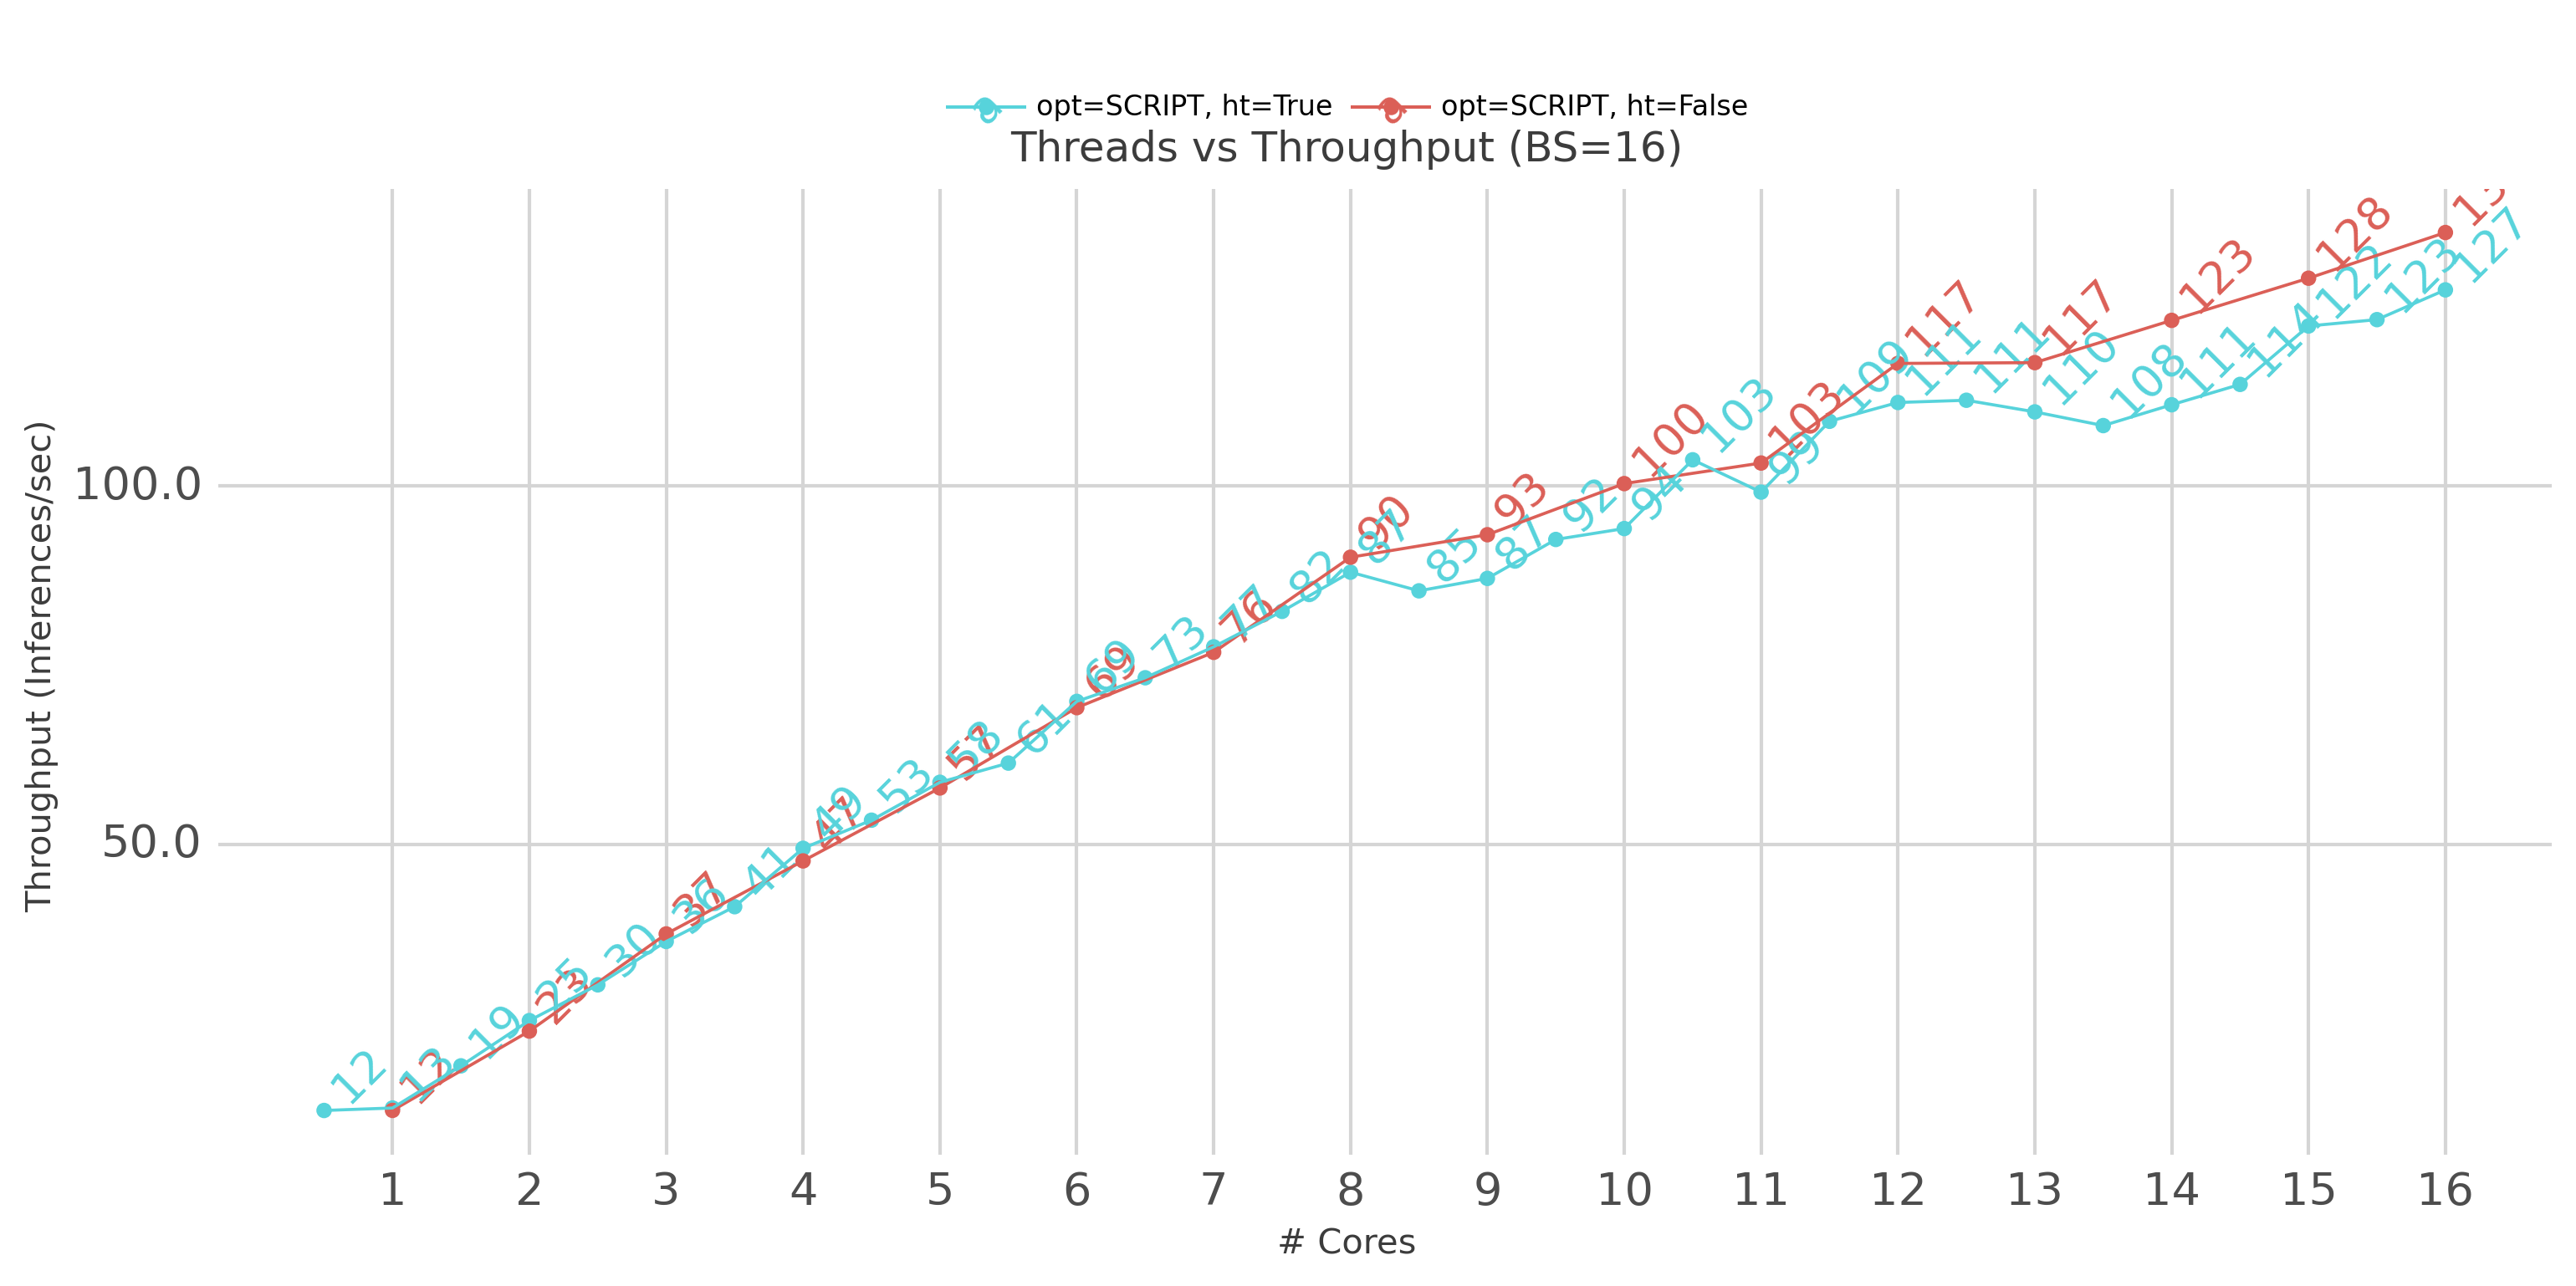 opt=SCRIPT, ht=True opt=SCRIPT, ht=False
Threads vs Throughput (BS=16)
Throughput (Inferences/sec)
100.0
50.0
12 12 19 25 30 36 41 49 53 58 61 69 73 77 82 87 85 87 92 94 103 99 109 111 111 110 108 111 114 122 123 127
12 23 37 47 57 69 76 90 93 100 103 117 117 123 128
1 2 3 4 5 6 7 8 9 10 11 12 13 14 15 16
# Cores